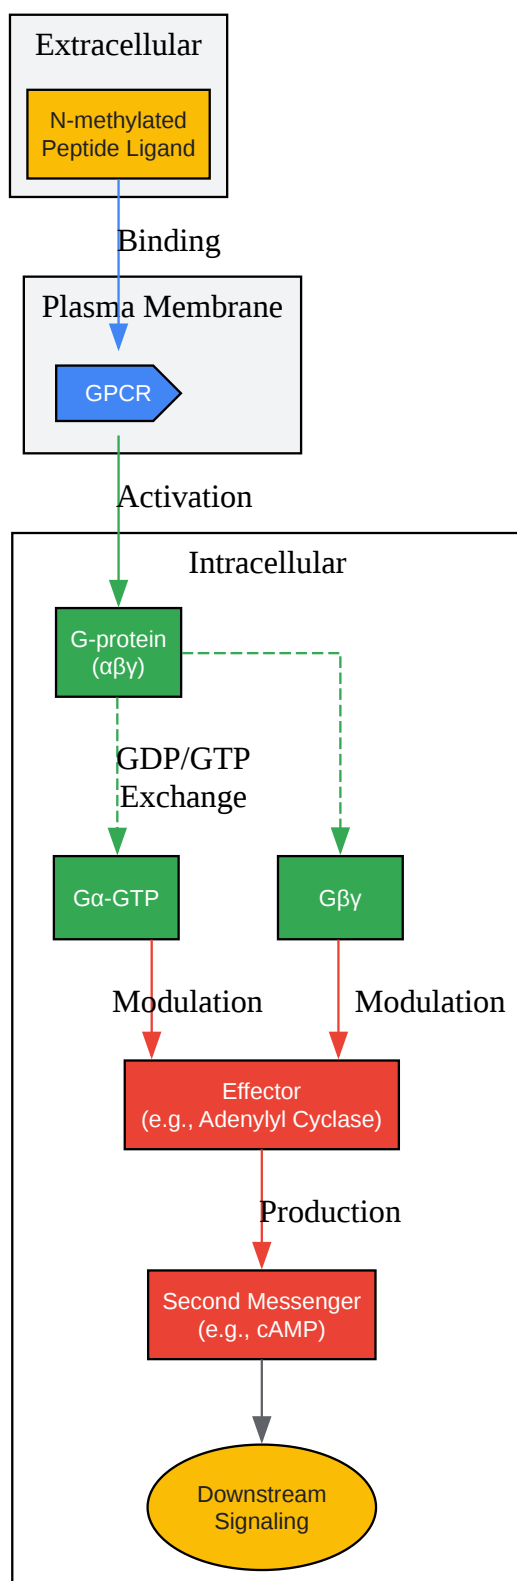 Extracellular
N-methylated
Peptide Ligand
Binding
Plasma Membrane
GPCR
Activation
Intracellular
G-protein
(αβγ)
GDP/GTP
Exchange
Gα-GTP
Gβγ
Modulation
Modulation
Effector
(e.g., Adenylyl Cyclase)
Production
Second Messenger
(e.g., cAMP)
Downstream
Signaling